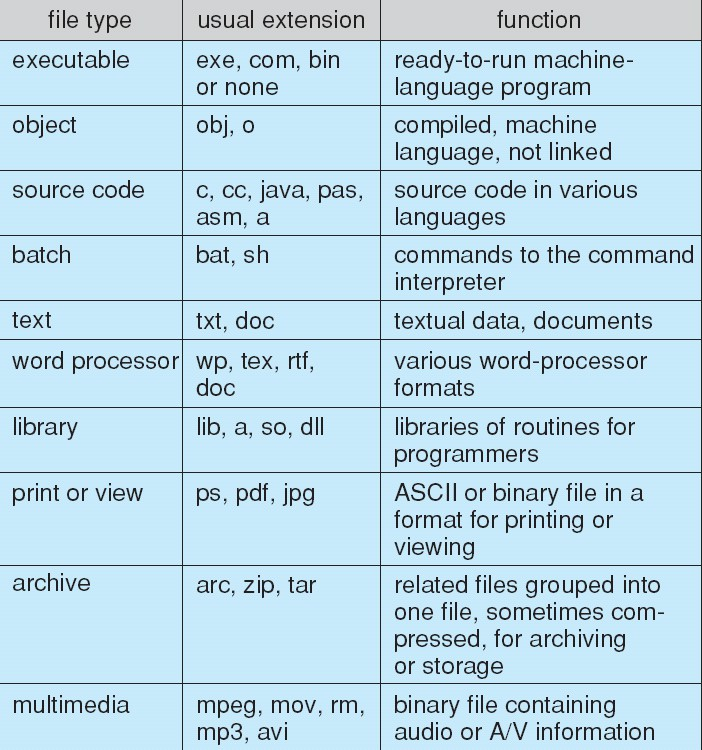 file type usual extension function
executable exe, com, bin ready-to-run machine-
or none language program
object obj, o compiled, machine
language, not linked
source code c, cc, java, pas, source code in various
asm, a languages
batch bat, sh commands to the command
interpreter
text txt, doc textual data, documents
word processor wp, tex, rtf, various word-processor
doc formats
library lib, a, so, dll libraries of routines for
programmers
print or view ps, pdf, jpg ASCII or binary file in a
format for printing or
viewing
archive arc, zip, tar related files grouped into
one file, sometimes com-
pressed, for archiving
or storage
multimedia mpeg, mov, rm, binary file containing
mp3, avi audio or A/V information